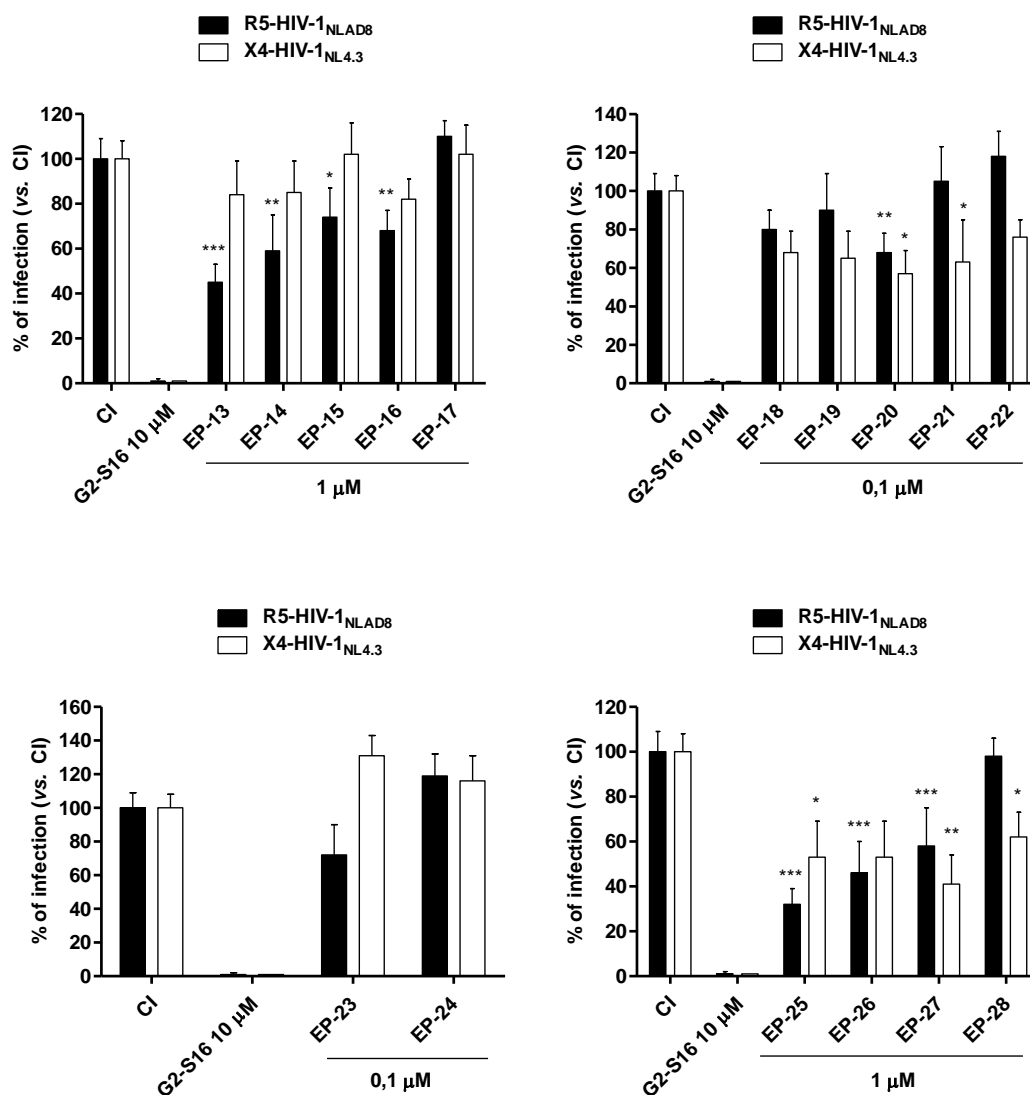 R5-HIV-1NLAD8
X4-HIV-1NL4.3
120
100
80
60
40
20
0
% of infection (vs. CI)
***
**
*
**
CI
G2-S16 10 μM
EP-13
EP-14
EP-15
EP-16
EP-17
1 μM
R5-HIV-1NLAD8
X4-HIV-1NL4.3
140
120
100
80
60
40
20
0
% of infection (vs. CI)
**
*
*
CI
G2-S16 10 μM
EP-18
EP-19
EP-20
EP-21
EP-22
0,1 μM
R5-HIV-1NLAD8
X4-HIV-1NL4.3
160
140
120
100
80
60
40
20
0
% of infection (vs. CI)
CI
G2-S16 10 μM
EP-23
EP-24
0,1 μM
R5-HIV-1NLAD8
X4-HIV-1NL4.3
120
100
80
60
40
20
0
% of infection (vs. CI)
***
*
***
***
**
*
CI
G2-S16 10 μM
EP-25
EP-26
EP-27
EP-28
1 μM